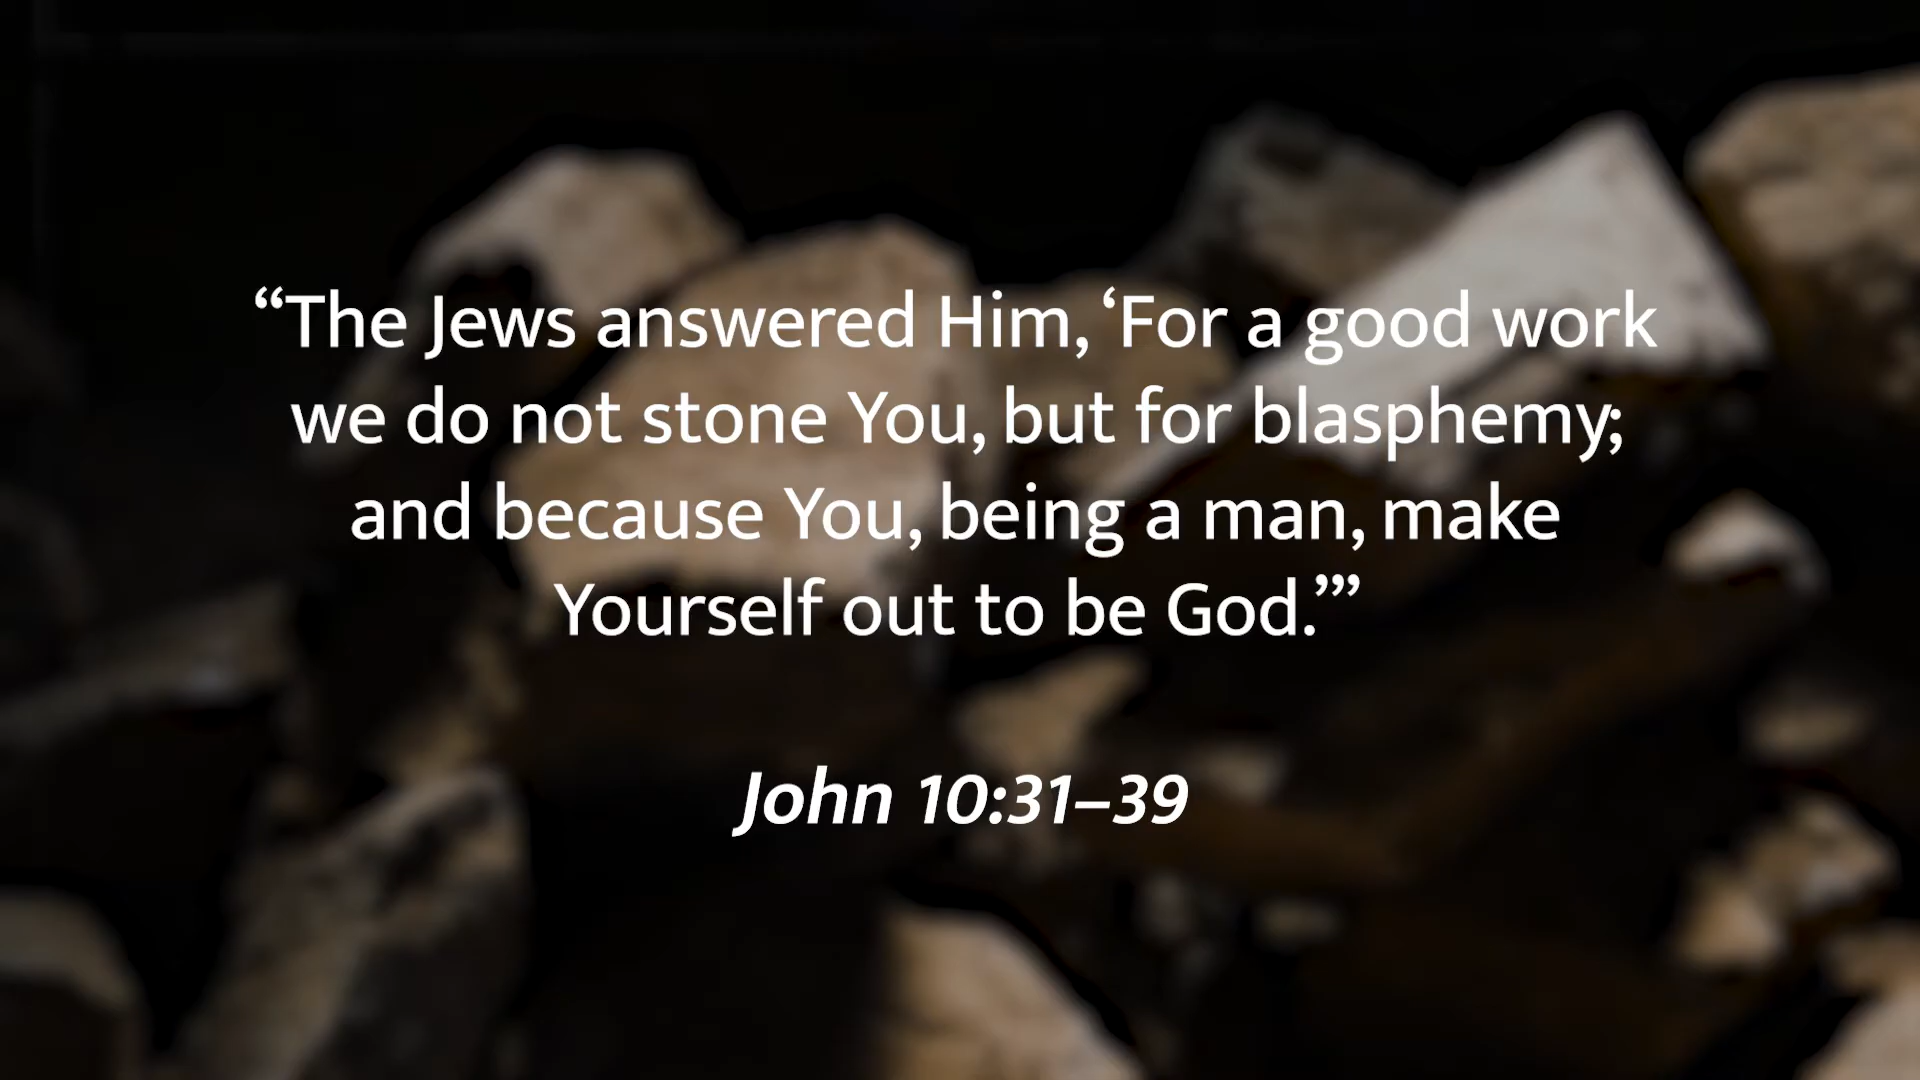 “The Jews answered Him, ‘For a good work
we do not stone You, but for blasphemy;
and because You, being a man, make
Yourself out to be God.’”
John 10:31–39